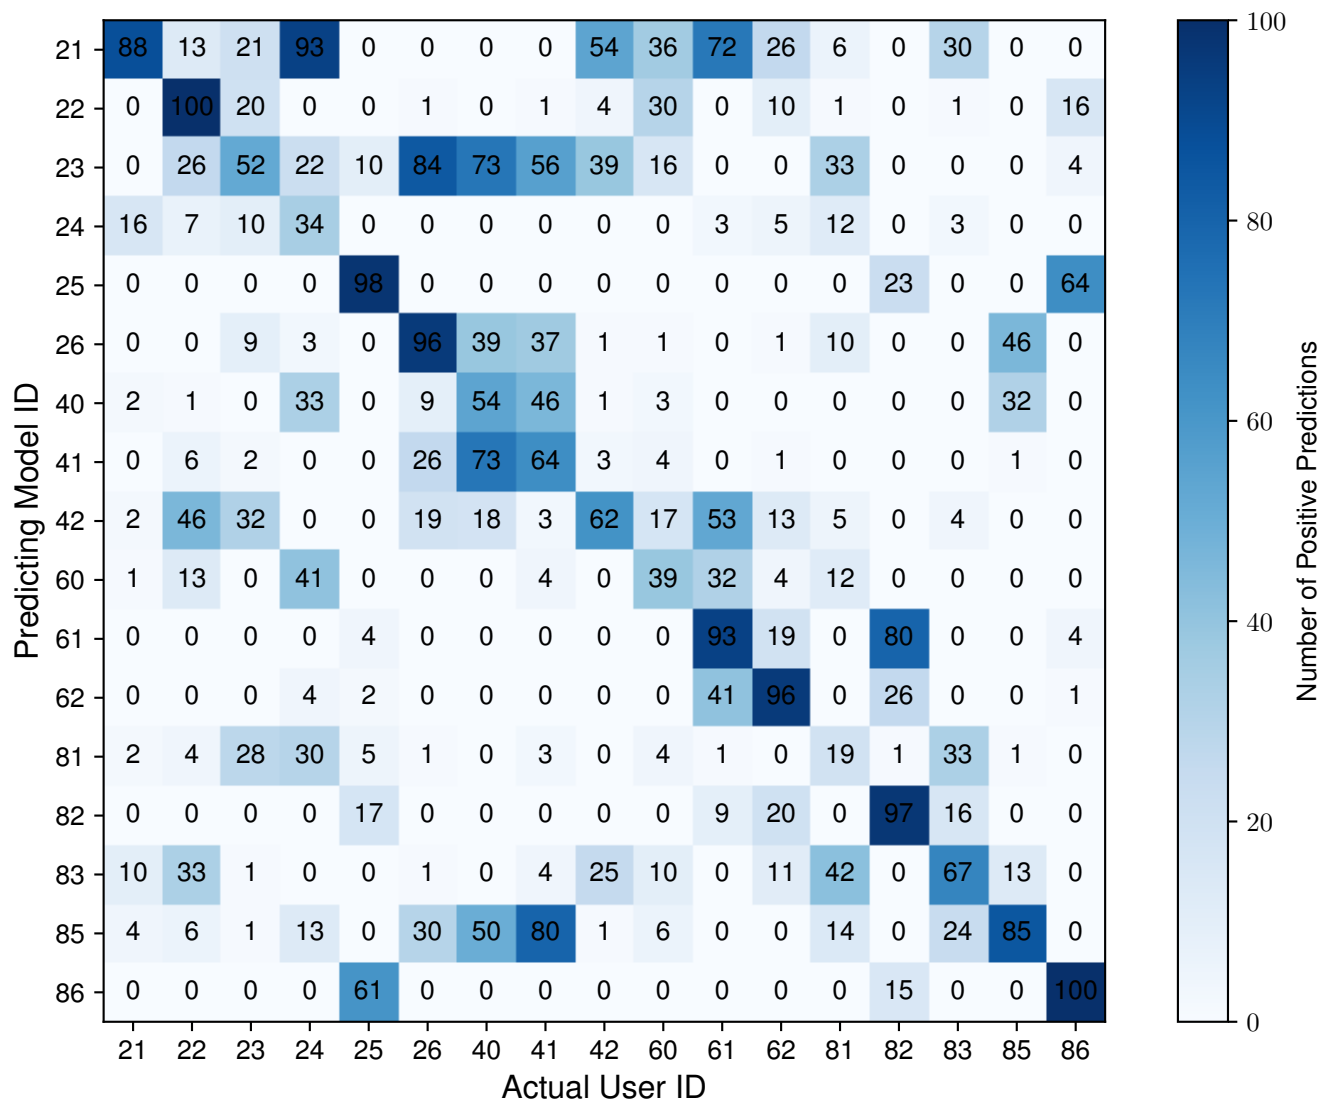 21 88 13 21 93 0 0 0 0 54 36 72 26 6 0 30 0 0
22 0 100 20 0 0 1 0 1 4 30 0 10 1 0 1 0 16
23 0 26 52 22 10 84 73 56 39 16 0 0 33 0 0 0 4
24 16 7 10 34 0 0 0 0 0 0 3 5 12 0 3 0 0
25 0 0 0 0 98 0 0 0 0 0 0 0 0 23 0 0 64
26 0 0 9 3 0 96 39 37 1 1 0 1 10 0 0 46 0
40 2 1 0 33 0 9 54 46 1 3 0 0 0 0 0 32 0
41 0 6 2 0 0 26 73 64 3 4 0 1 0 0 0 1 0
42 2 46 32 0 0 19 18 3 62 17 53 13 5 0 4 0 0
60 1 13 0 41 0 0 0 4 0 39 32 4 12 0 0 0 0
61 0 0 0 0 4 0 0 0 0 0 93 19 0 80 0 0 4
62 0 0 0 4 2 0 0 0 0 0 41 96 0 26 0 0 1
81 2 4 28 30 5 1 0 3 0 4 1 0 19 1 33 1 0
82 0 0 0 0 17 0 0 0 0 0 9 20 0 97 16 0 0
83 10 33 1 0 0 1 0 4 25 10 0 11 42 0 67 13 0
85 4 6 1 13 0 30 50 80 1 6 0 0 14 0 24 85 0
86 0 0 0 0 61 0 0 0 0 0 0 0 0 15 0 0 100
21 22 23 24 25 26 40 41 42 60 61 62 81 82 83 85 86
Actual User ID
Predicting Model ID
100
80
60
40
20
0
Number of Positive Predictions